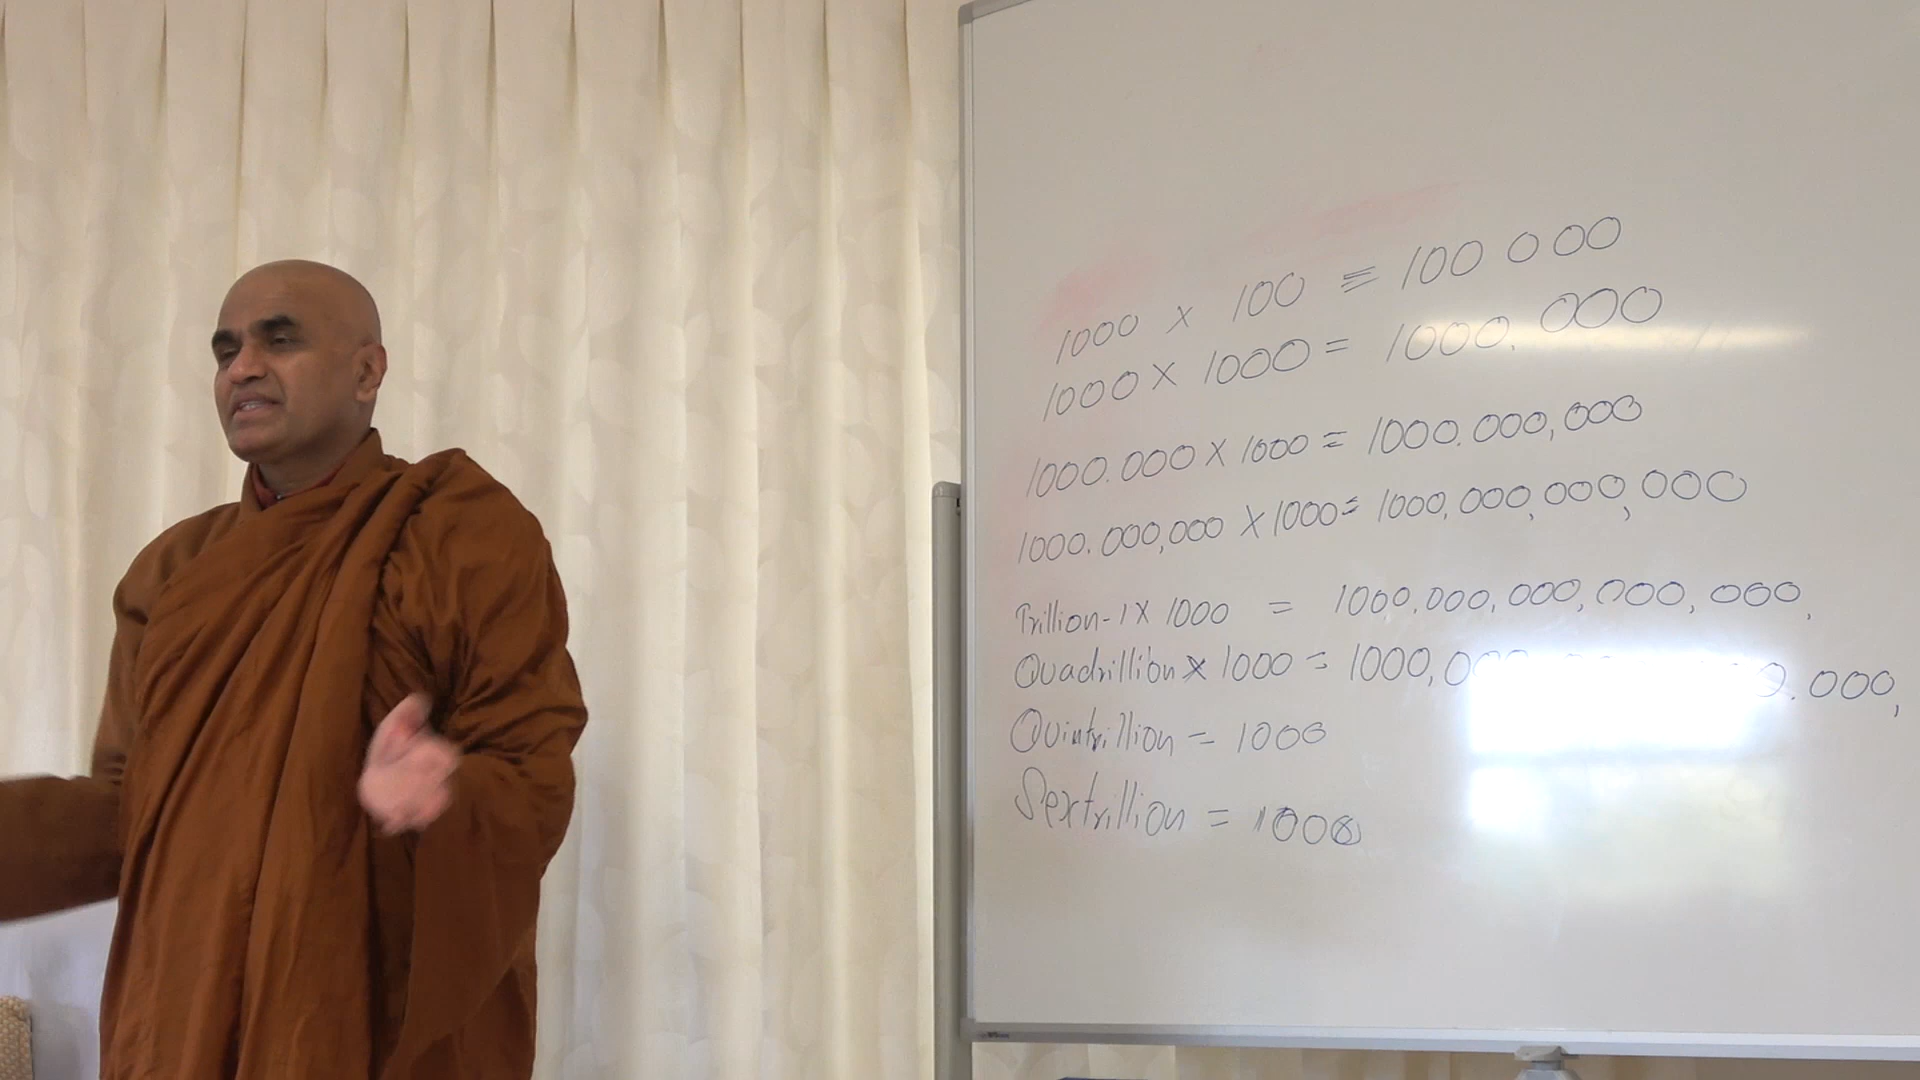 1000 x 100 = 100 000
1000 x 1000 = 1000,000
1000.000 x 1000 = 1000.000,000
1000.000,000 x 1000 = 1000,000,000,000
Trillion-1 x 1000 = 1000,000,000,000,000,
Quadrillion x 1000 = 1000, .000,
Quintrillion = 1000
Sextrillion = 1000